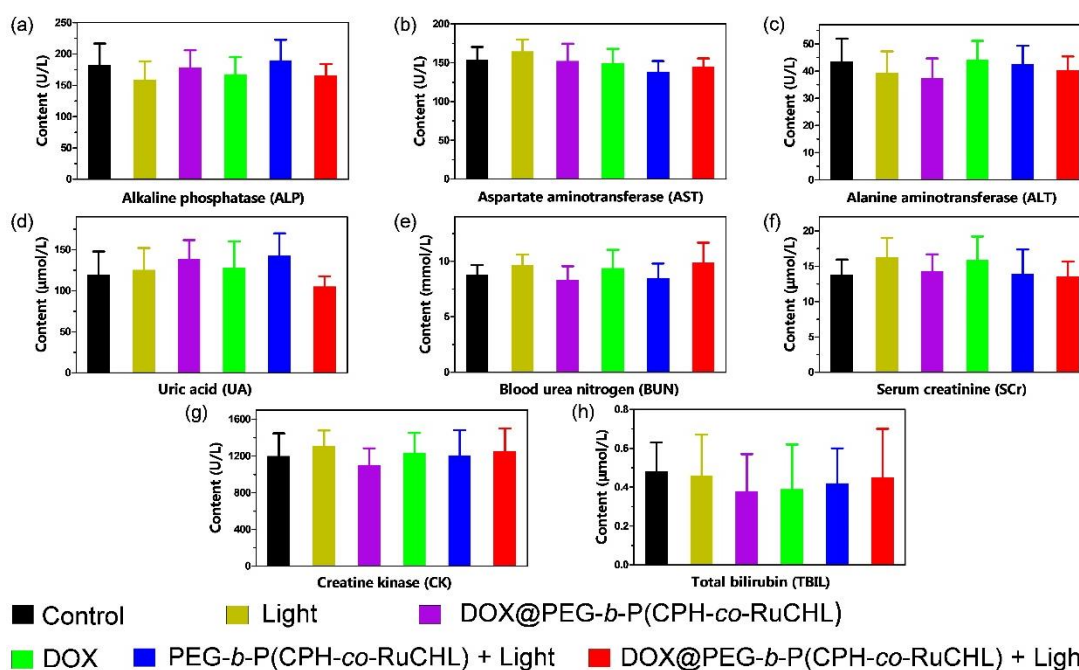 (a)
Content (U/L)
250
200
150
100
50
0
Alkaline phosphatase (ALP)
(b)
Content (U/L)
200
150
100
50
0
Aspartate aminotransferase (AST)
(c)
Content (U/L)
50
40
30
20
10
0
Alanine aminotransferase (ALT)
(d)
Content (μmol/L)
150
100
50
0
Uric acid (UA)
(e)
Content (mmol/L)
10
5
0
Blood urea nitrogen (BUN)
(f)
Content (μmol/L)
20
15
10
5
0
Serum creatinine (SCr)
(g)
Content (U/L)
1600
1200
800
400
0
Creatine kinase (CK)
(h)
Content (μmol/L)
0.8
0.6
0.4
0.2
0.0
Total bilirubin (TBIL)
Control Light DOX@PEG-b-P(CPH-co-RuCHL)
DOX PEG-b-P(CPH-co-RuCHL) + Light DOX@PEG-b-P(CPH-co-RuCHL) + Light